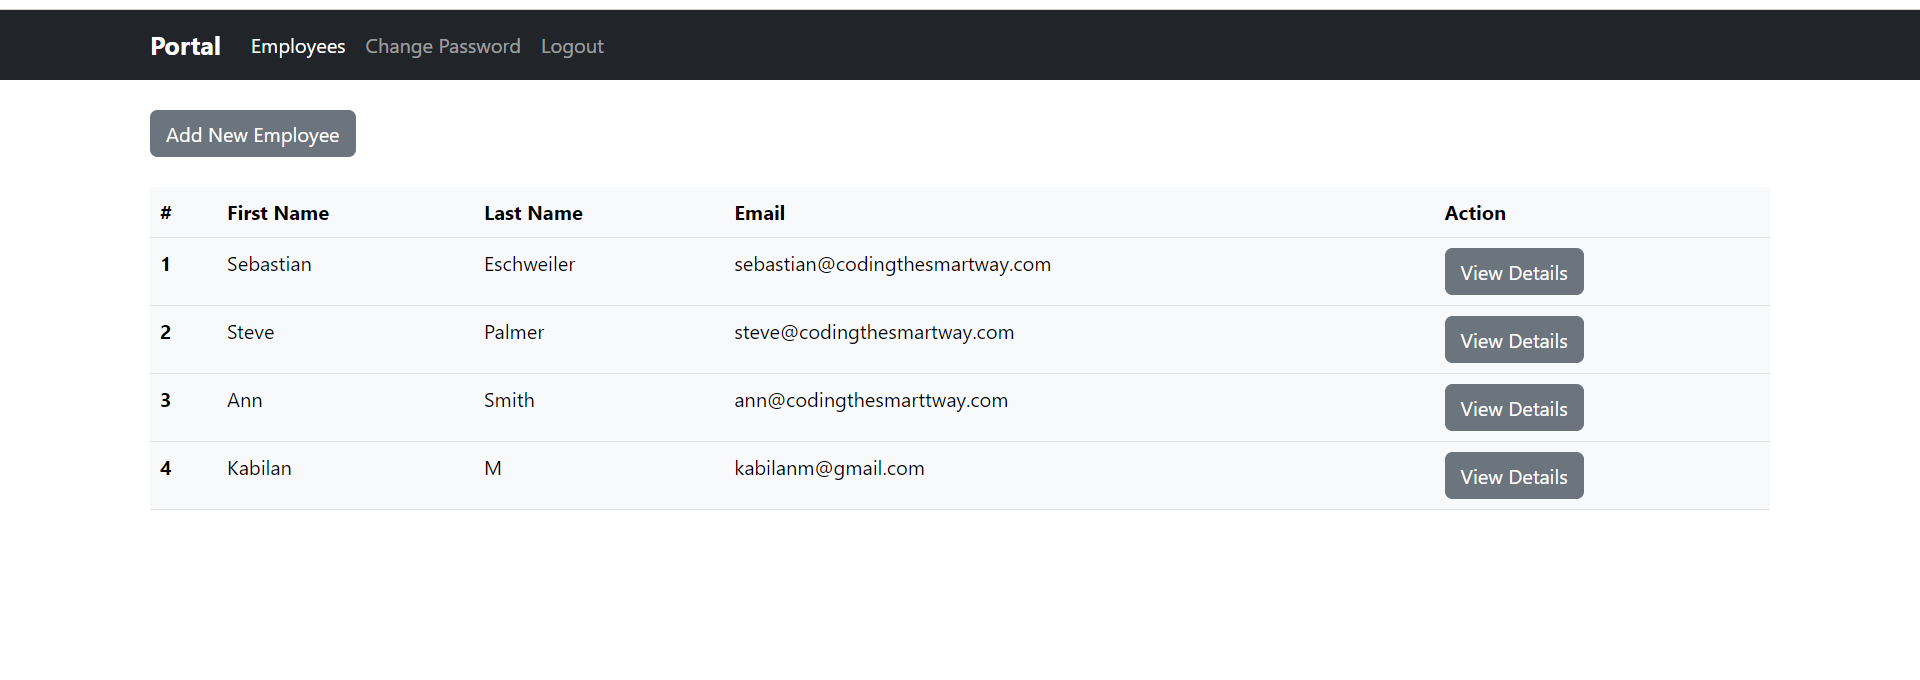 Portal Employees Change Password Logout
Add New Employee
# First Name Last Name Email Action
1 Sebastian Eschweiler sebastian@codingthesmartway.com View Details
2 Steve Palmer steve@codingthesmartway.com View Details
3 Ann Smith ann@codingthesmarttway.com View Details
4 Kabilan M kabilanm@gmail.com View Details